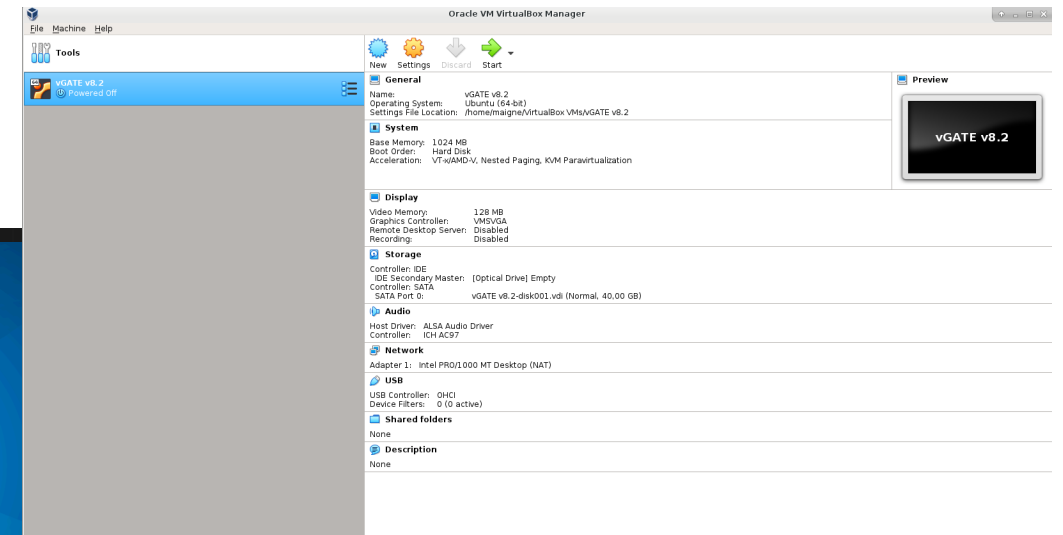 Oracle VM VirtualBox Manager
File Machine Help
Tools
New Settings Discard Start
vGATE v8.2
Powered Off
General
Name: vGATE v8.2
Operating System: Ubuntu (64-bit)
Settings File Location: /home/maigne/VirtualBox VMs/vGATE v8.2
Preview
vGATE v8.2
System
Base Memory: 1024 MB
Boot Order: Hard Disk
Acceleration: VT-x/AMD-V, Nested Paging, KVM Paravirtualization
Display
Video Memory: 128 MB
Graphics Controller: VMSVGA
Remote Desktop Server: Disabled
Recording: Disabled
Storage
Controller: IDE
IDE Secondary Master: [Optical Drive] Empty
Controller: SATA
SATA Port 0: vGATE v8.2-disk001.vdi (Normal, 40,00 GB)
Audio
Host Driver: ALSA Audio Driver
Controller: ICH AC97
Network
Adapter 1: Intel PRO/1000 MT Desktop (NAT)
USB
USB Controller: OHCI
Device Filters: 0 (0 active)
Shared folders
None
Description
None